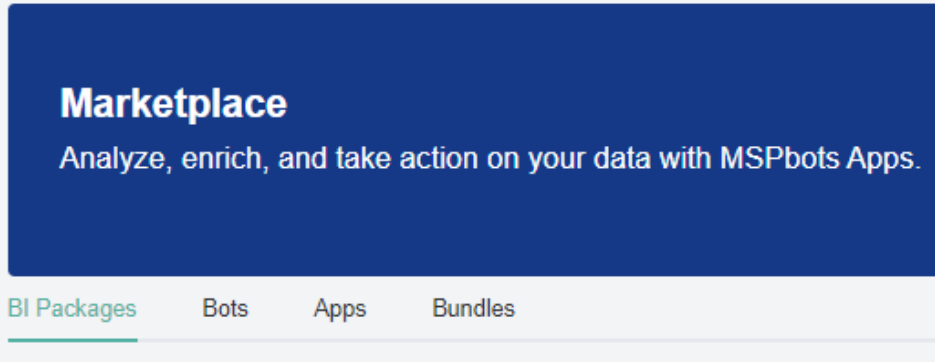 Marketplace
Analyze, enrich, and take action on your data with MSPbots Apps.
BI Packages Bots Apps Bundles